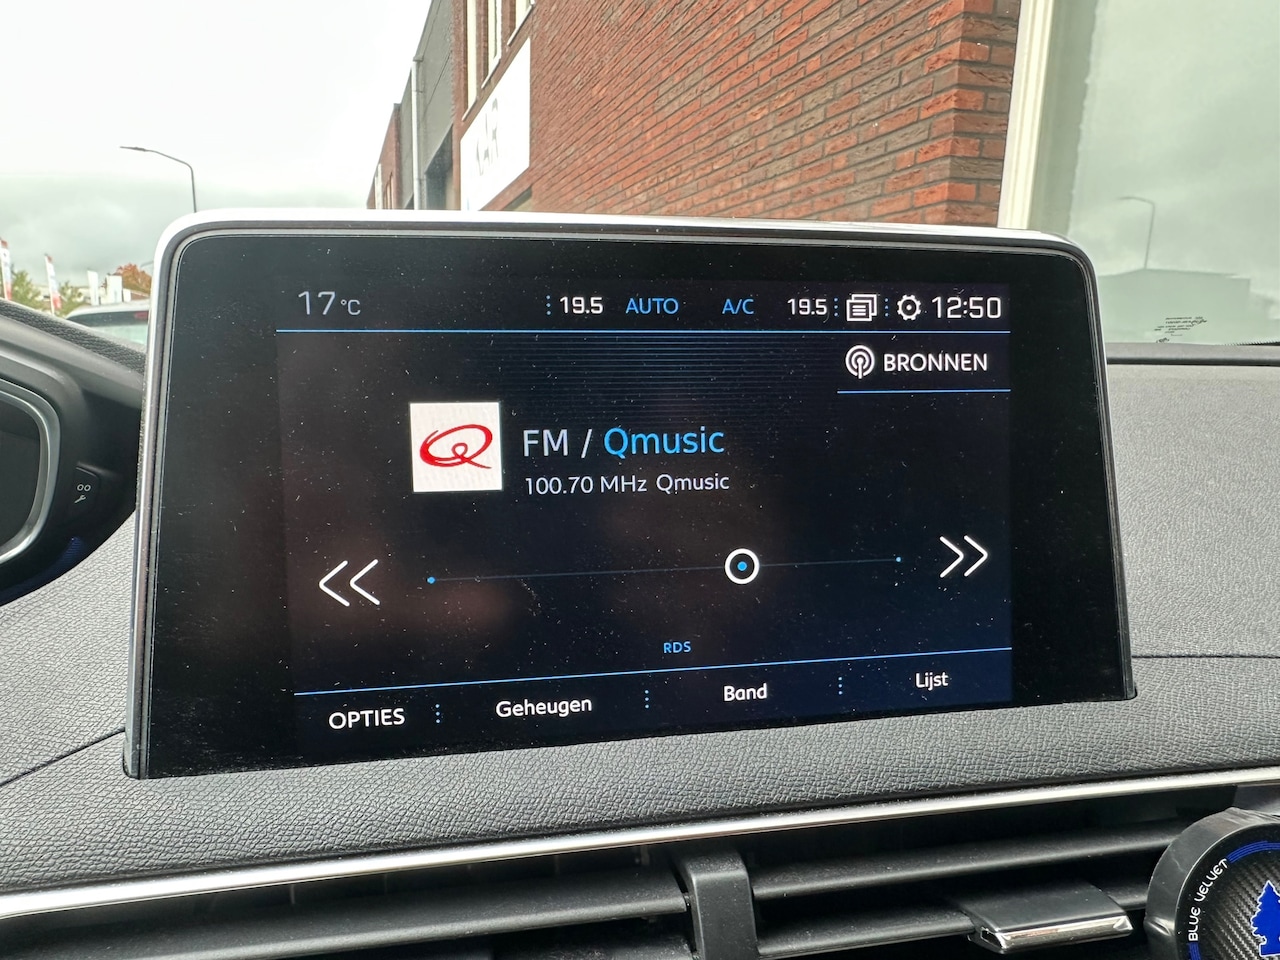 17°C 19.5 AUTO A/C 19.5 12:50
BRONNEN
FM / Qmusic
100.70 MHz Qmusic
RDS
OPTIES Geheugen Band Lijst
BLUE VELVET